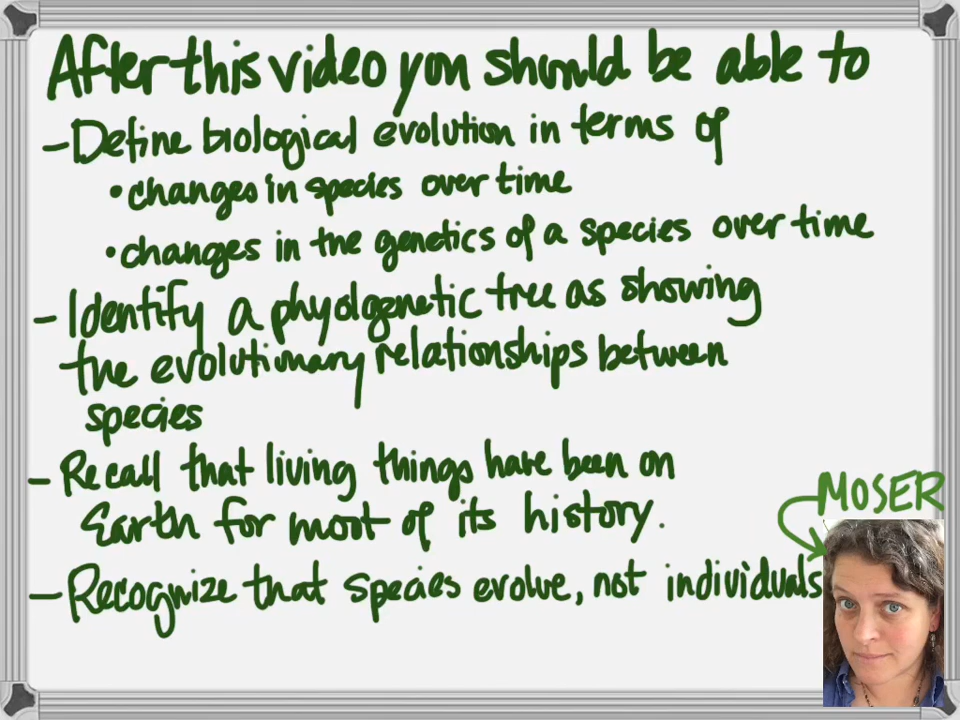 After this video you should be able to
- Define biological evolution in terms of
• changes in species over time
• changes in the genetics of a species over time
- Identify a phyolgenetic tree as showing
the evolutionary relationships between
species
- Recall that living things have been on
Earth for most of its history.
MOSER
- Recognize that species evolve, not individuals